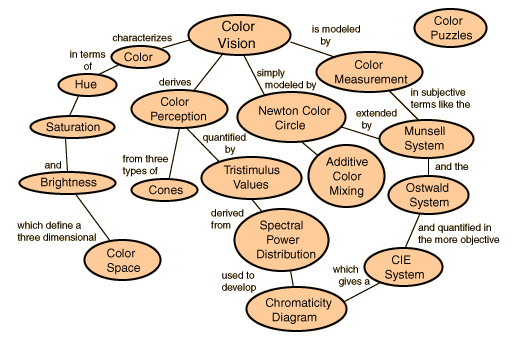 Color
Vision
Color
Puzzles
characterizes
is modeled
by
in terms
of
Color
Color
Measurement
Hue
derives
simply
modeled by
in subjective
terms like the
Color
Perception
Newton Color
Circle
extended
by
Saturation
quantified
by
Munsell
System
and
from three
types of
Additive
Color
Mixing
and the
Brightness
Cones
Tristimulus
Values
Ostwald
System
which define a
three dimensional
derived
from
Spectral
Power
Distribution
and quantified in
the more objective
Color
Space
used to
develop
which
gives a
CIE
System
Chromaticity
Diagram